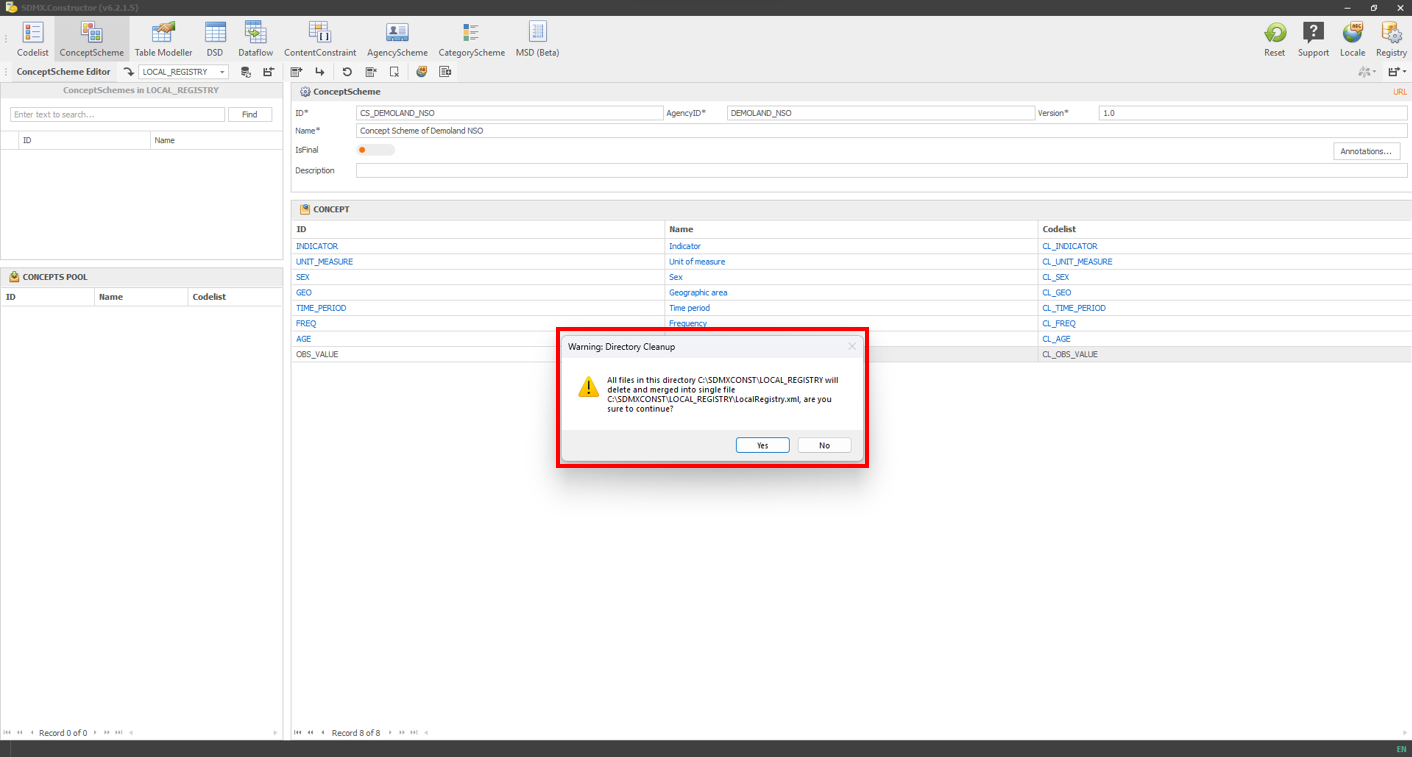 SDMX.Constructor (v6.2.1.5)
Codelist
ConceptScheme
Table Modeller
DSD
Dataflow
ContentConstraint
AgencyScheme
CategoryScheme
MSD (Beta)
Reset
Support
Locale
Registry
ConceptScheme Editor
LOCAL_REGISTRY
ConceptSchemes in LOCAL_REGISTRY
Enter text to search...
Find
ID Name
CONCEPTS POOL
ID Name Codelist
Record 0 of 0
ConceptScheme
URL
ID* CS_DEMOLAND_NSO AgencyID* DEMOLAND_NSO Version* 1.0
Name* Concept Scheme of Demoland NSO
IsFinal
Annotations...
Description
CONCEPT
ID Name Codelist
INDICATOR Indicator CL_INDICATOR
UNIT_MEASURE Unit of measure CL_UNIT_MEASURE
SEX Sex CL_SEX
GEO Geographic area CL_GEO
TIME_PERIOD Time period CL_TIME_PERIOD
FREQ Frequency CL_FREQ
AGE CL_AGE
OBS_VALUE CL_OBS_VALUE
Warning: Directory Cleanup
All files in this directory C:\SDMXCONST\LOCAL_REGISTRY will
delete and merged into single file
C:\SDMXCONST\LOCAL_REGISTRY\LocalRegistry.xml, are you
sure to continue?
Yes
No
Record 8 of 8
EN